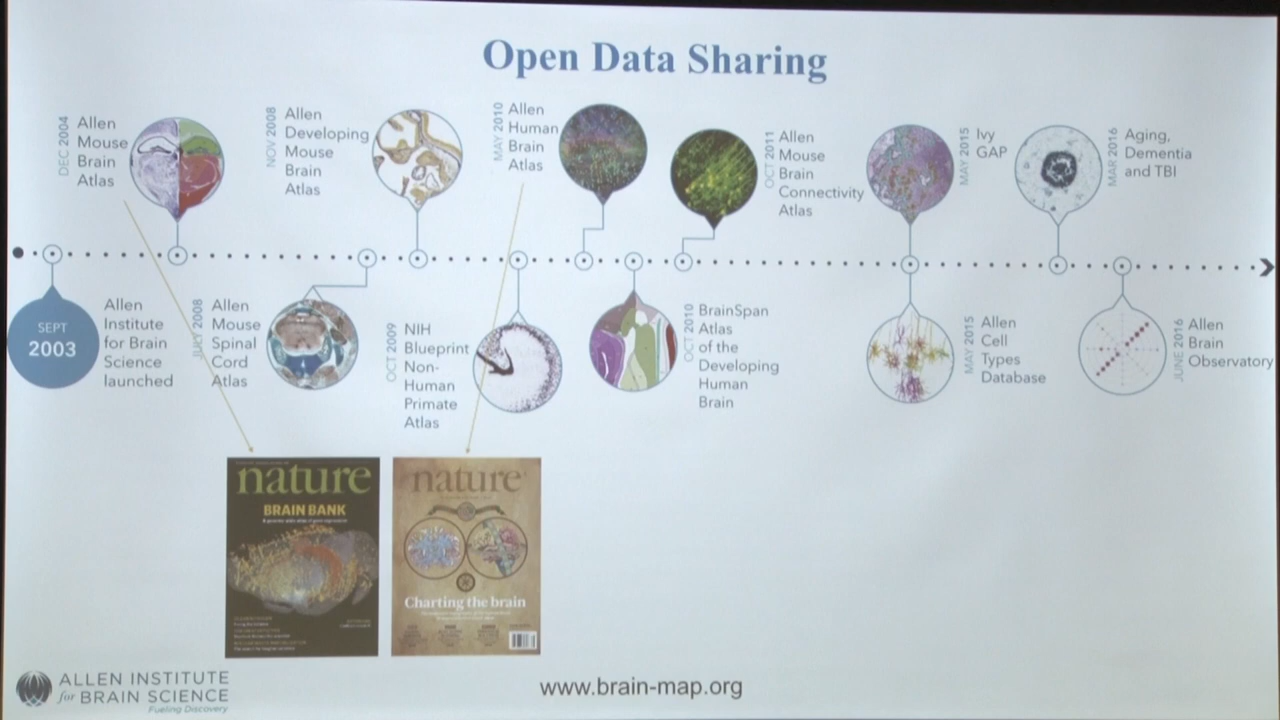 Open Data Sharing
DEC 2004
Allen
Mouse
Brain
Atlas
NOV 2008
Allen
Developing
Mouse
Brain
Atlas
MAY 2010
Allen
Human
Brain
Atlas
OCT 2011
Allen
Mouse
Brain
Connectivity
Atlas
MAY 2015
Ivy
GAP
MAR 2016
Aging,
Dementia
and TBI
SEPT
2003
Allen
Institute
for Brain
Science
launched
JULY 2008
Allen
Mouse
Spinal
Cord
Atlas
OCT 2009
NIH
Blueprint
Non-
Human
Primate
Atlas
OCT 2010
BrainSpan
Atlas
of the
Developing
Human
Brain
MAY 2015
Allen
Cell
Types
Database
JUNE 2016
Allen
Brain
Observatory
nature
BRAIN BANK
nature
Charting the brain
ALLEN INSTITUTE
for BRAIN SCIENCE
Fueling Discovery
www.brain-map.org